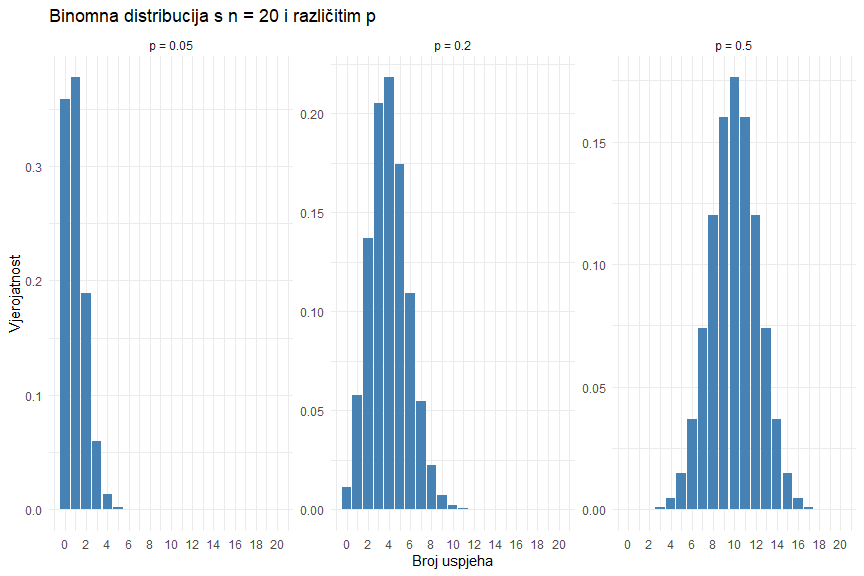 Binomna distribucija s n = 20 i različitim p
p = 0.05
p = 0.2
p = 0.5
Vjerojatnost
0.3
0.2
0.1
0.0
0.20
0.15
0.10
0.05
0.00
0.15
0.10
0.05
0.00
0 2 4 6 8 10 12 14 16 18 20
0 2 4 6 8 10 12 14 16 18 20
0 2 4 6 8 10 12 14 16 18 20
Broj uspjeha